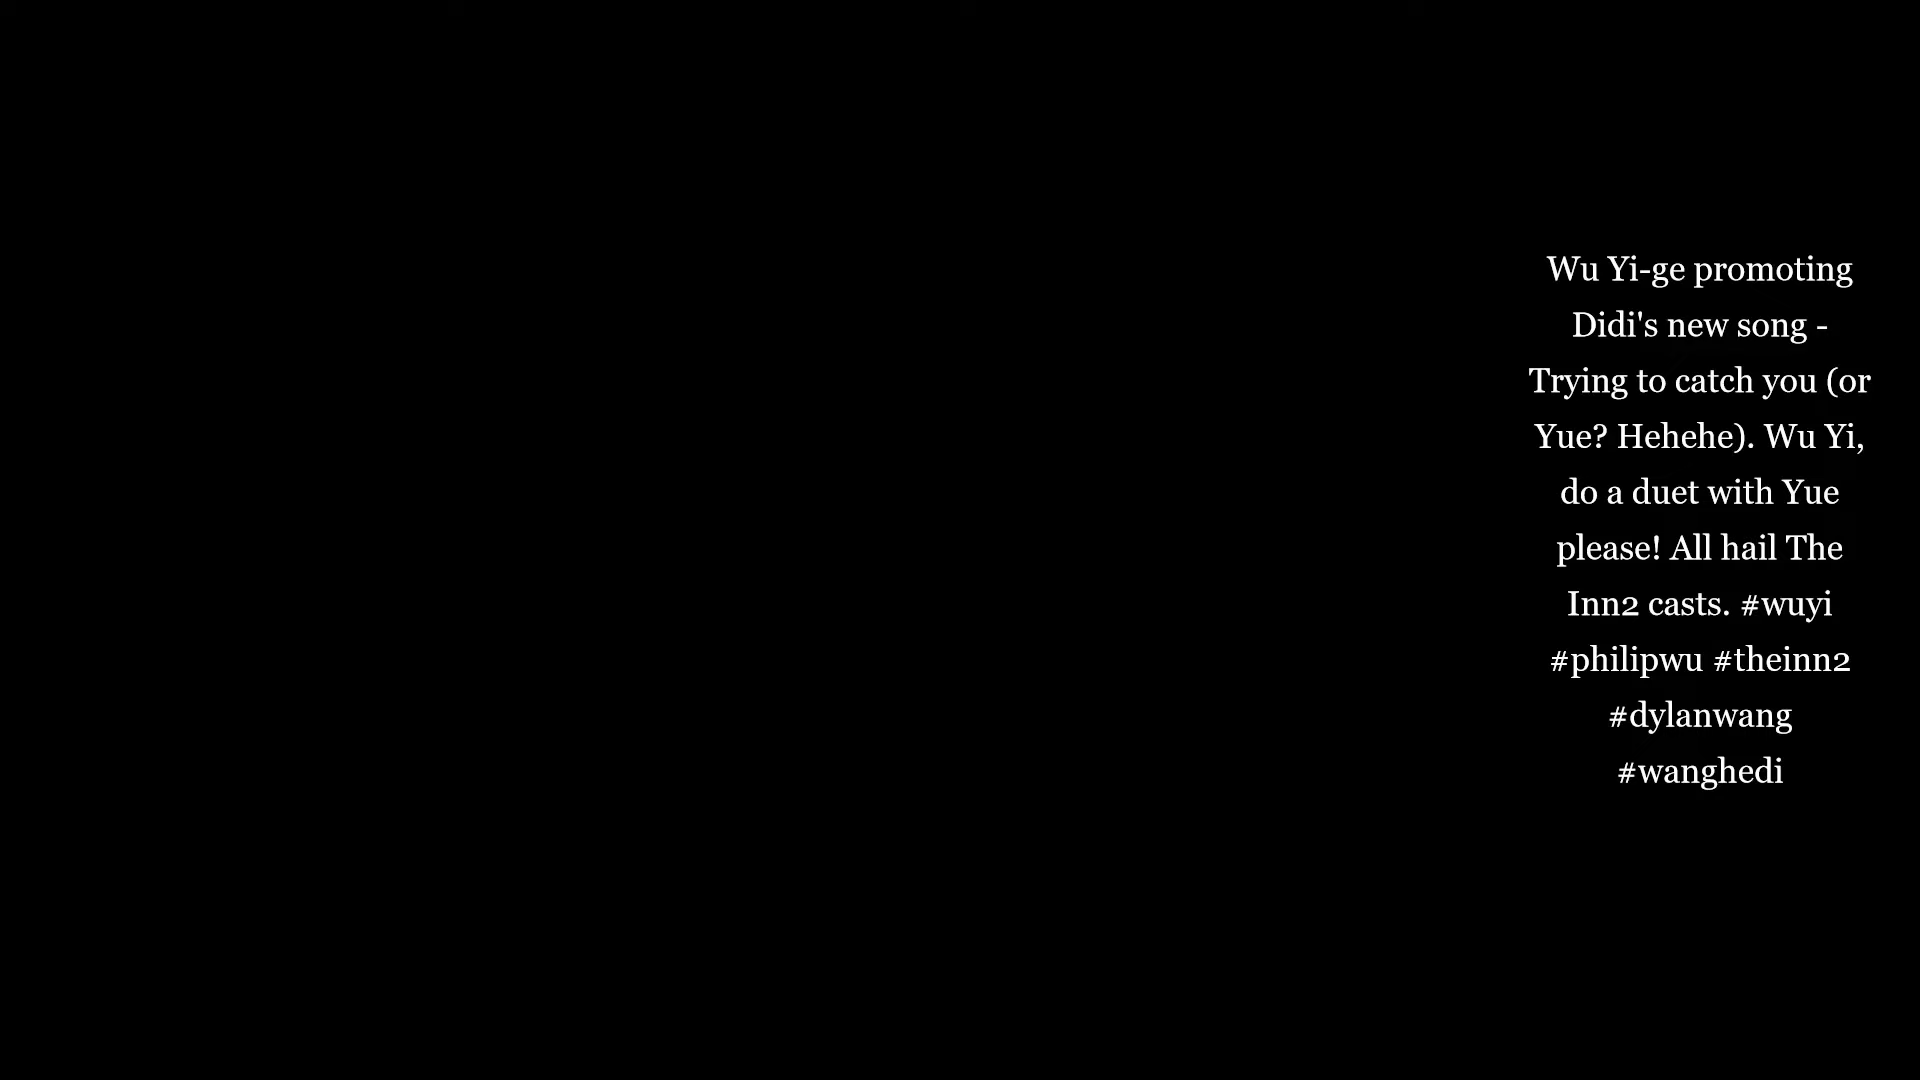 Wu Yi-ge promoting
Didi's new song -
Trying to catch you (or
Yue? Hehehe). Wu Yi,
do a duet with Yue
please! All hail The
Inn2 casts. #wuyi
#philipwu #theinn2
#dylanwang
#wanghedi